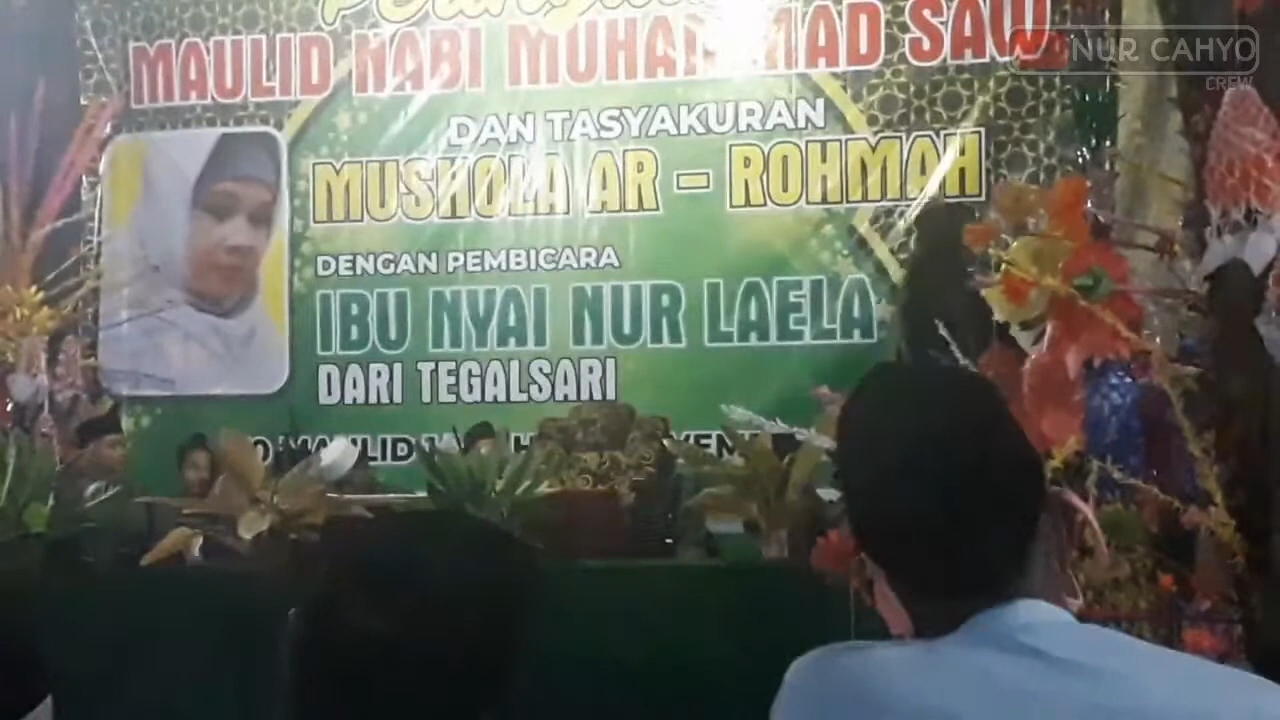 MAULID NABI MUHAMMAD SAW
NUR CAHYO
CREW
DAN TASYAKURAN
MUSHOLA AR - ROHMAH
DENGAN PEMBICARA
IBU NYAI NUR LAELA
DARI TEGALSARI